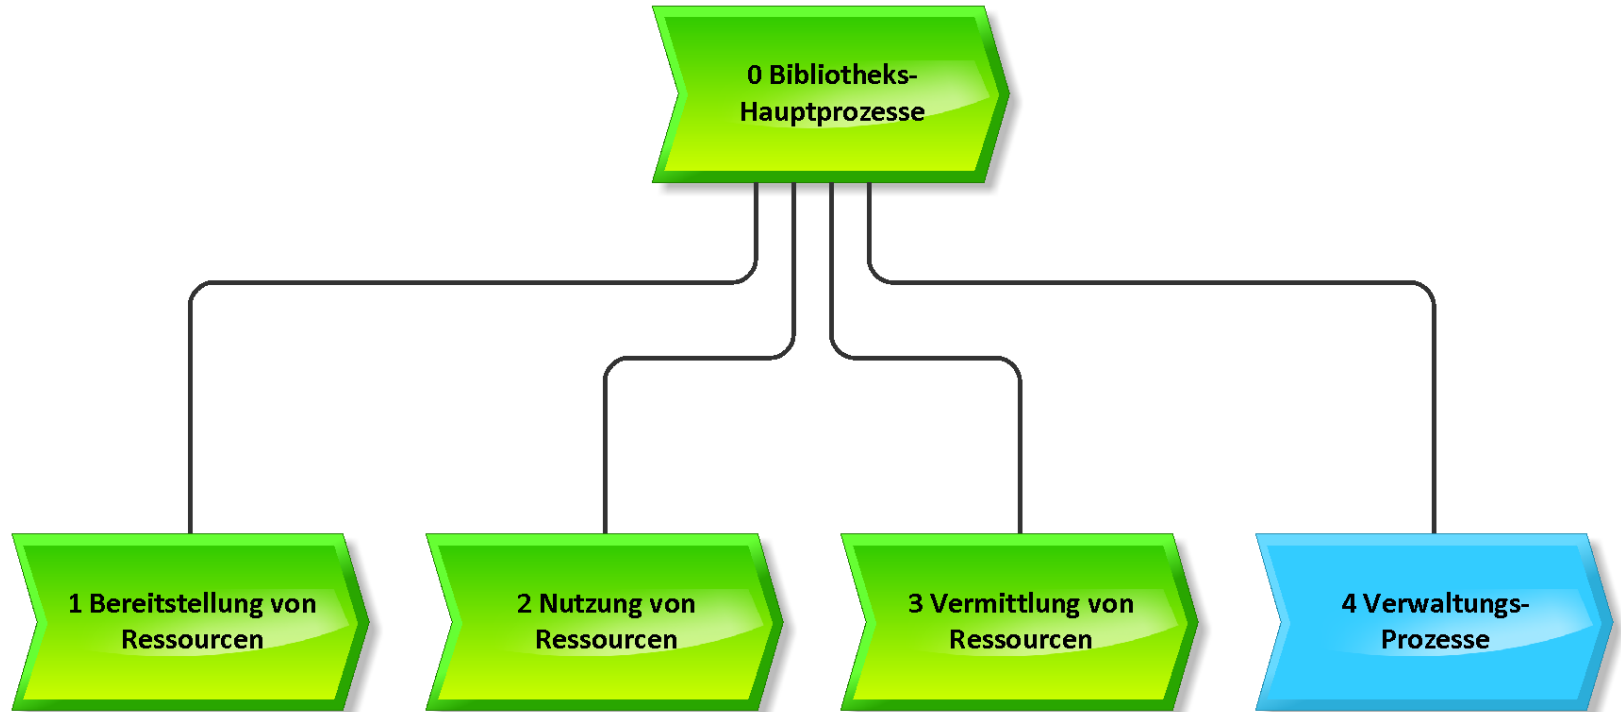 0 Bibliotheks-
Hauptprozesse
1 Bereitstellung von
Ressourcen
2 Nutzung von
Ressourcen
3 Vermittlung von
Ressourcen
4 Verwaltungs-
Prozesse